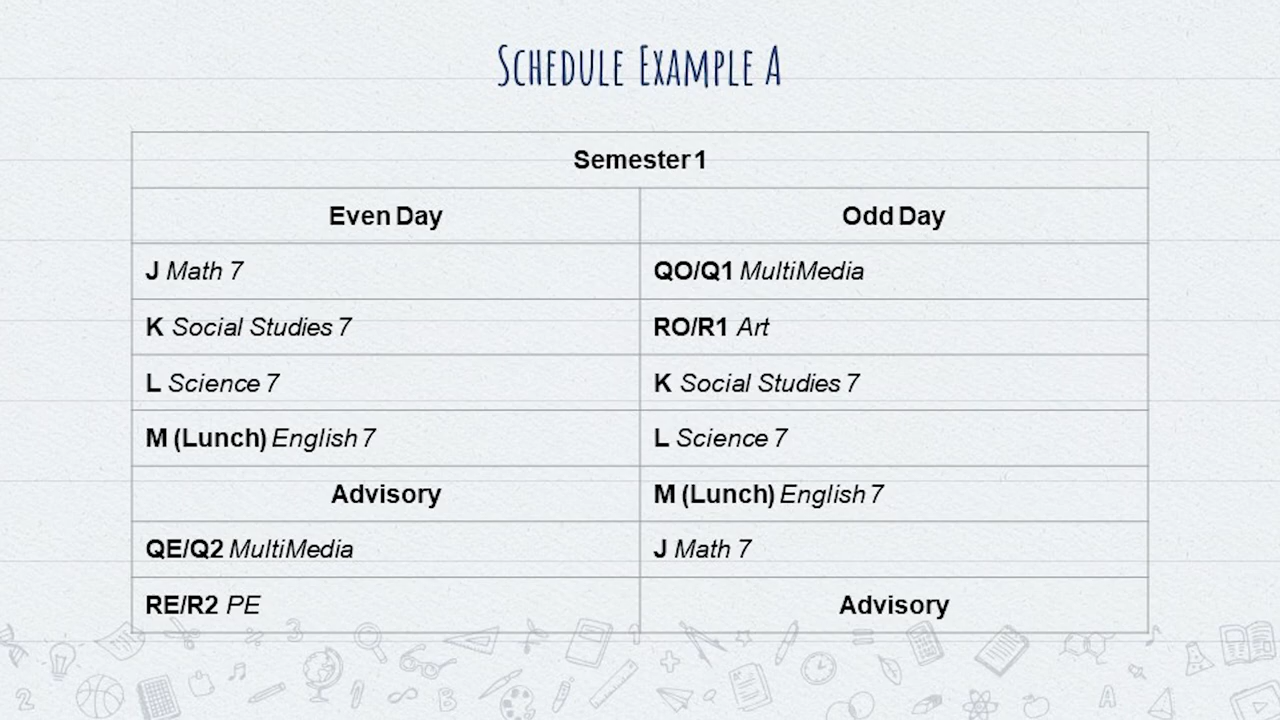 Schedule Example A
Semester 1
Even Day Odd Day
J Math 7 QO/Q1 MultiMedia
K Social Studies 7 RO/R1 Art
L Science 7 K Social Studies 7
M (Lunch) English 7 L Science 7
Advisory M (Lunch) English 7
QE/Q2 MultiMedia J Math 7
RE/R2 PE Advisory